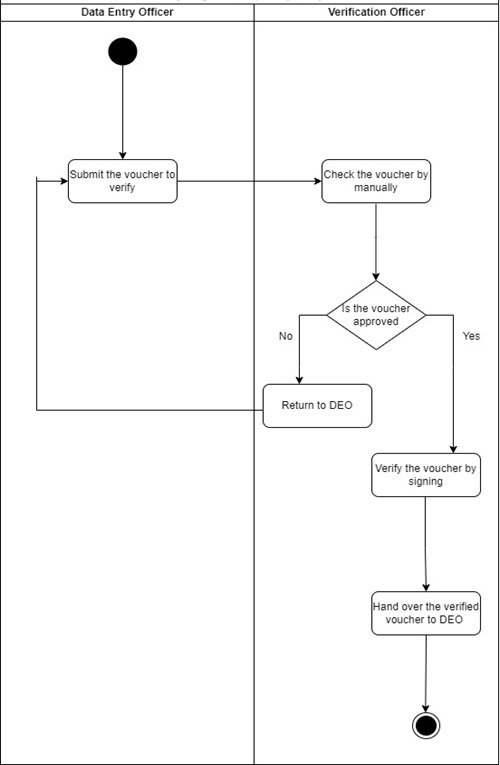 Data Entry Officer
Verification Officer
Submit the voucher to
verify
Check the voucher by
manually
Is the voucher
approved
No
Yes
Return to DEO
Verify the voucher by
signing
Hand over the verified
voucher to DEO